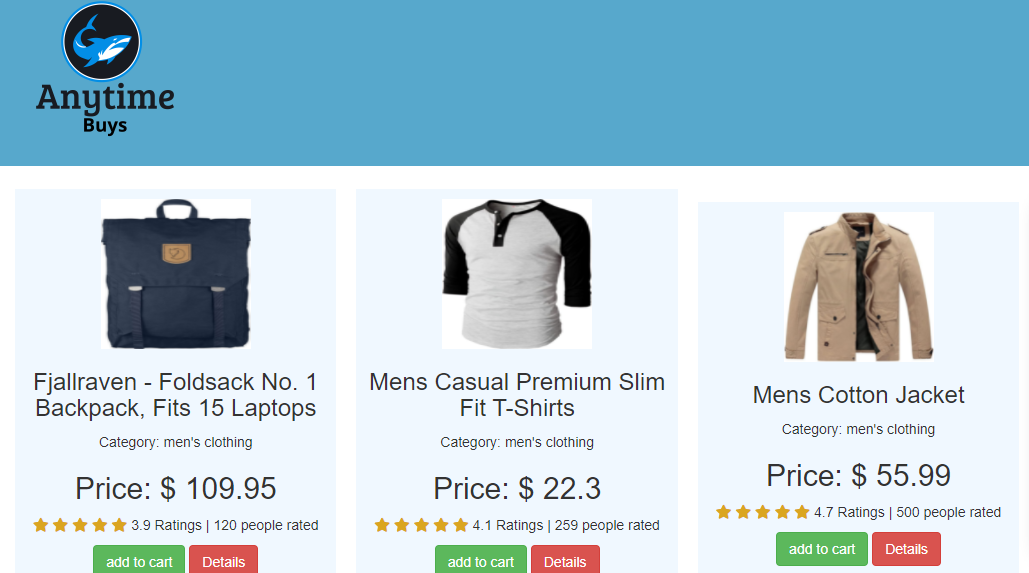 Anytime
Buys
Fjallraven - Foldsack No. 1
Backpack, Fits 15 Laptops
Category: men's clothing
Price: $ 109.95
3.9 Ratings | 120 people rated
add to cart Details
Mens Casual Premium Slim
Fit T-Shirts
Category: men's clothing
Price: $ 22.3
4.1 Ratings | 259 people rated
add to cart Details
Mens Cotton Jacket
Category: men's clothing
Price: $ 55.99
4.7 Ratings | 500 people rated
add to cart Details